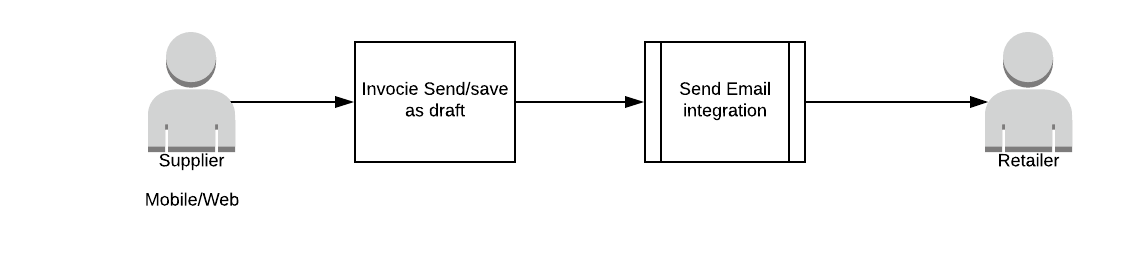 Invocie Send/save
as draft
Send Email
integration
Supplier
Retailer
Mobile/Web